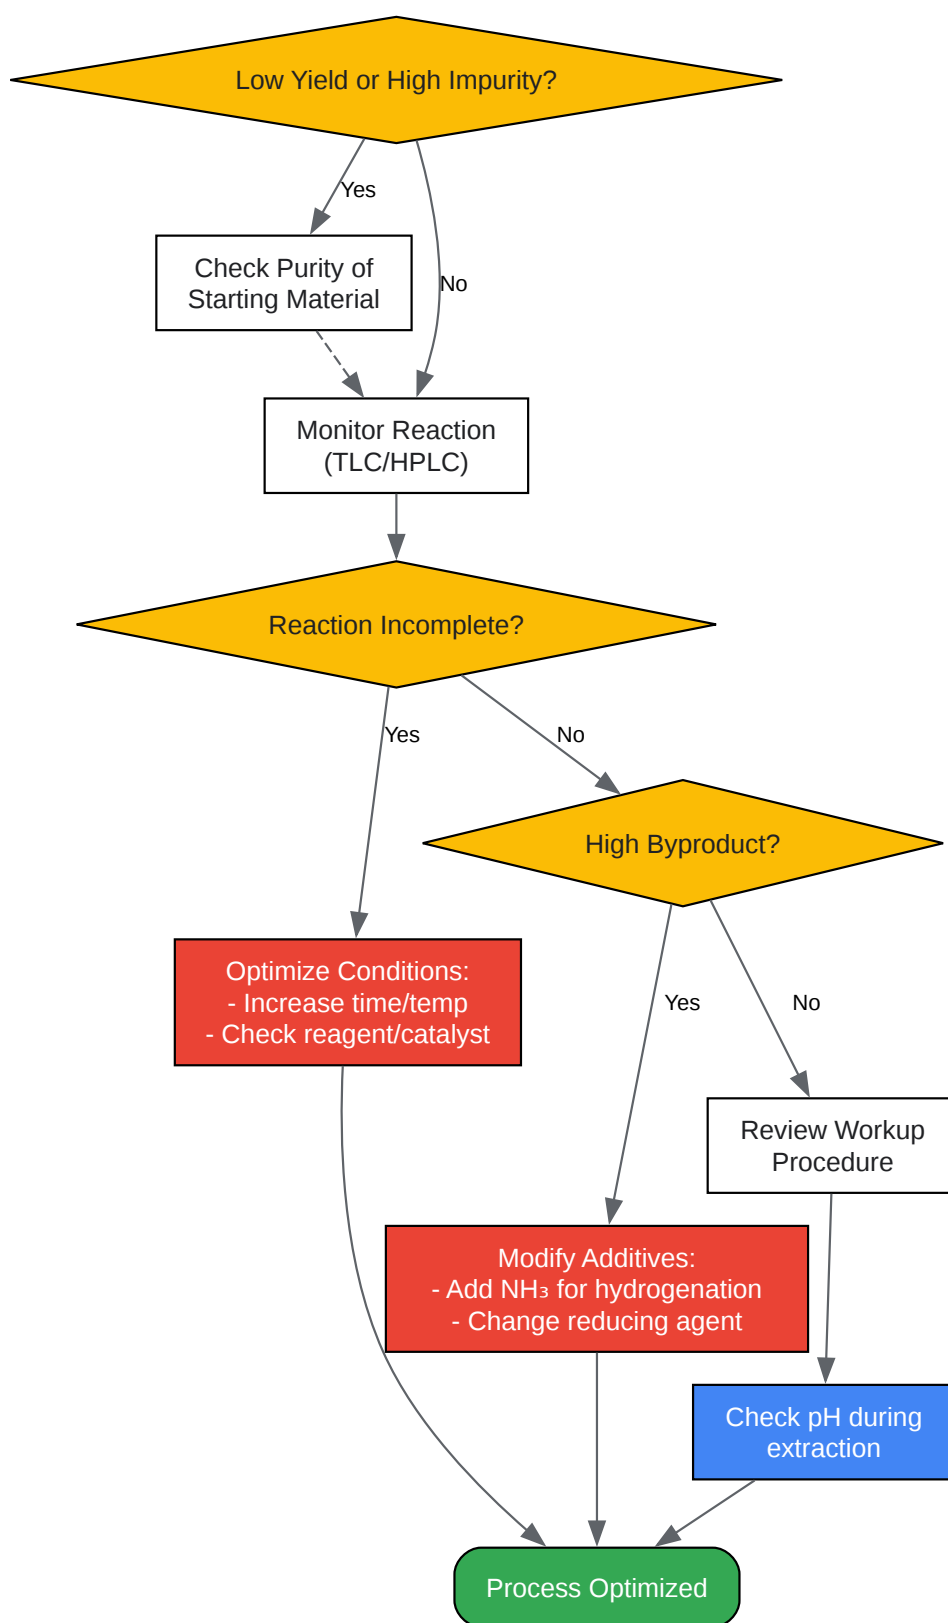 Low Yield or High Impurity?
Yes
Check Purity of
Starting Material
No
Monitor Reaction
(TLC/HPLC)
Reaction Incomplete?
Yes
No
High Byproduct?
Optimize Conditions:
- Increase time/temp
- Check reagent/catalyst
Yes
No
Review Workup
Procedure
Modify Additives:
- Add NH₃ for hydrogenation
- Change reducing agent
Check pH during
extraction
Process Optimized